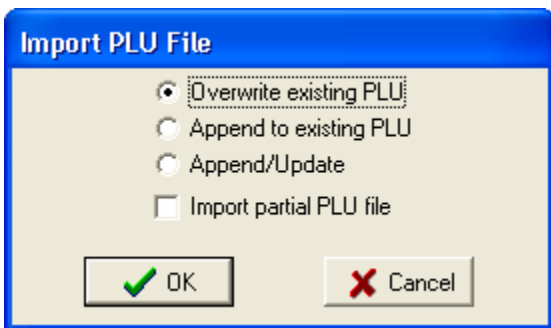 Import PLU File
Overwrite existing PLU
Append to existing PLU
Append/Update
Import partial PLU file
OK
Cancel